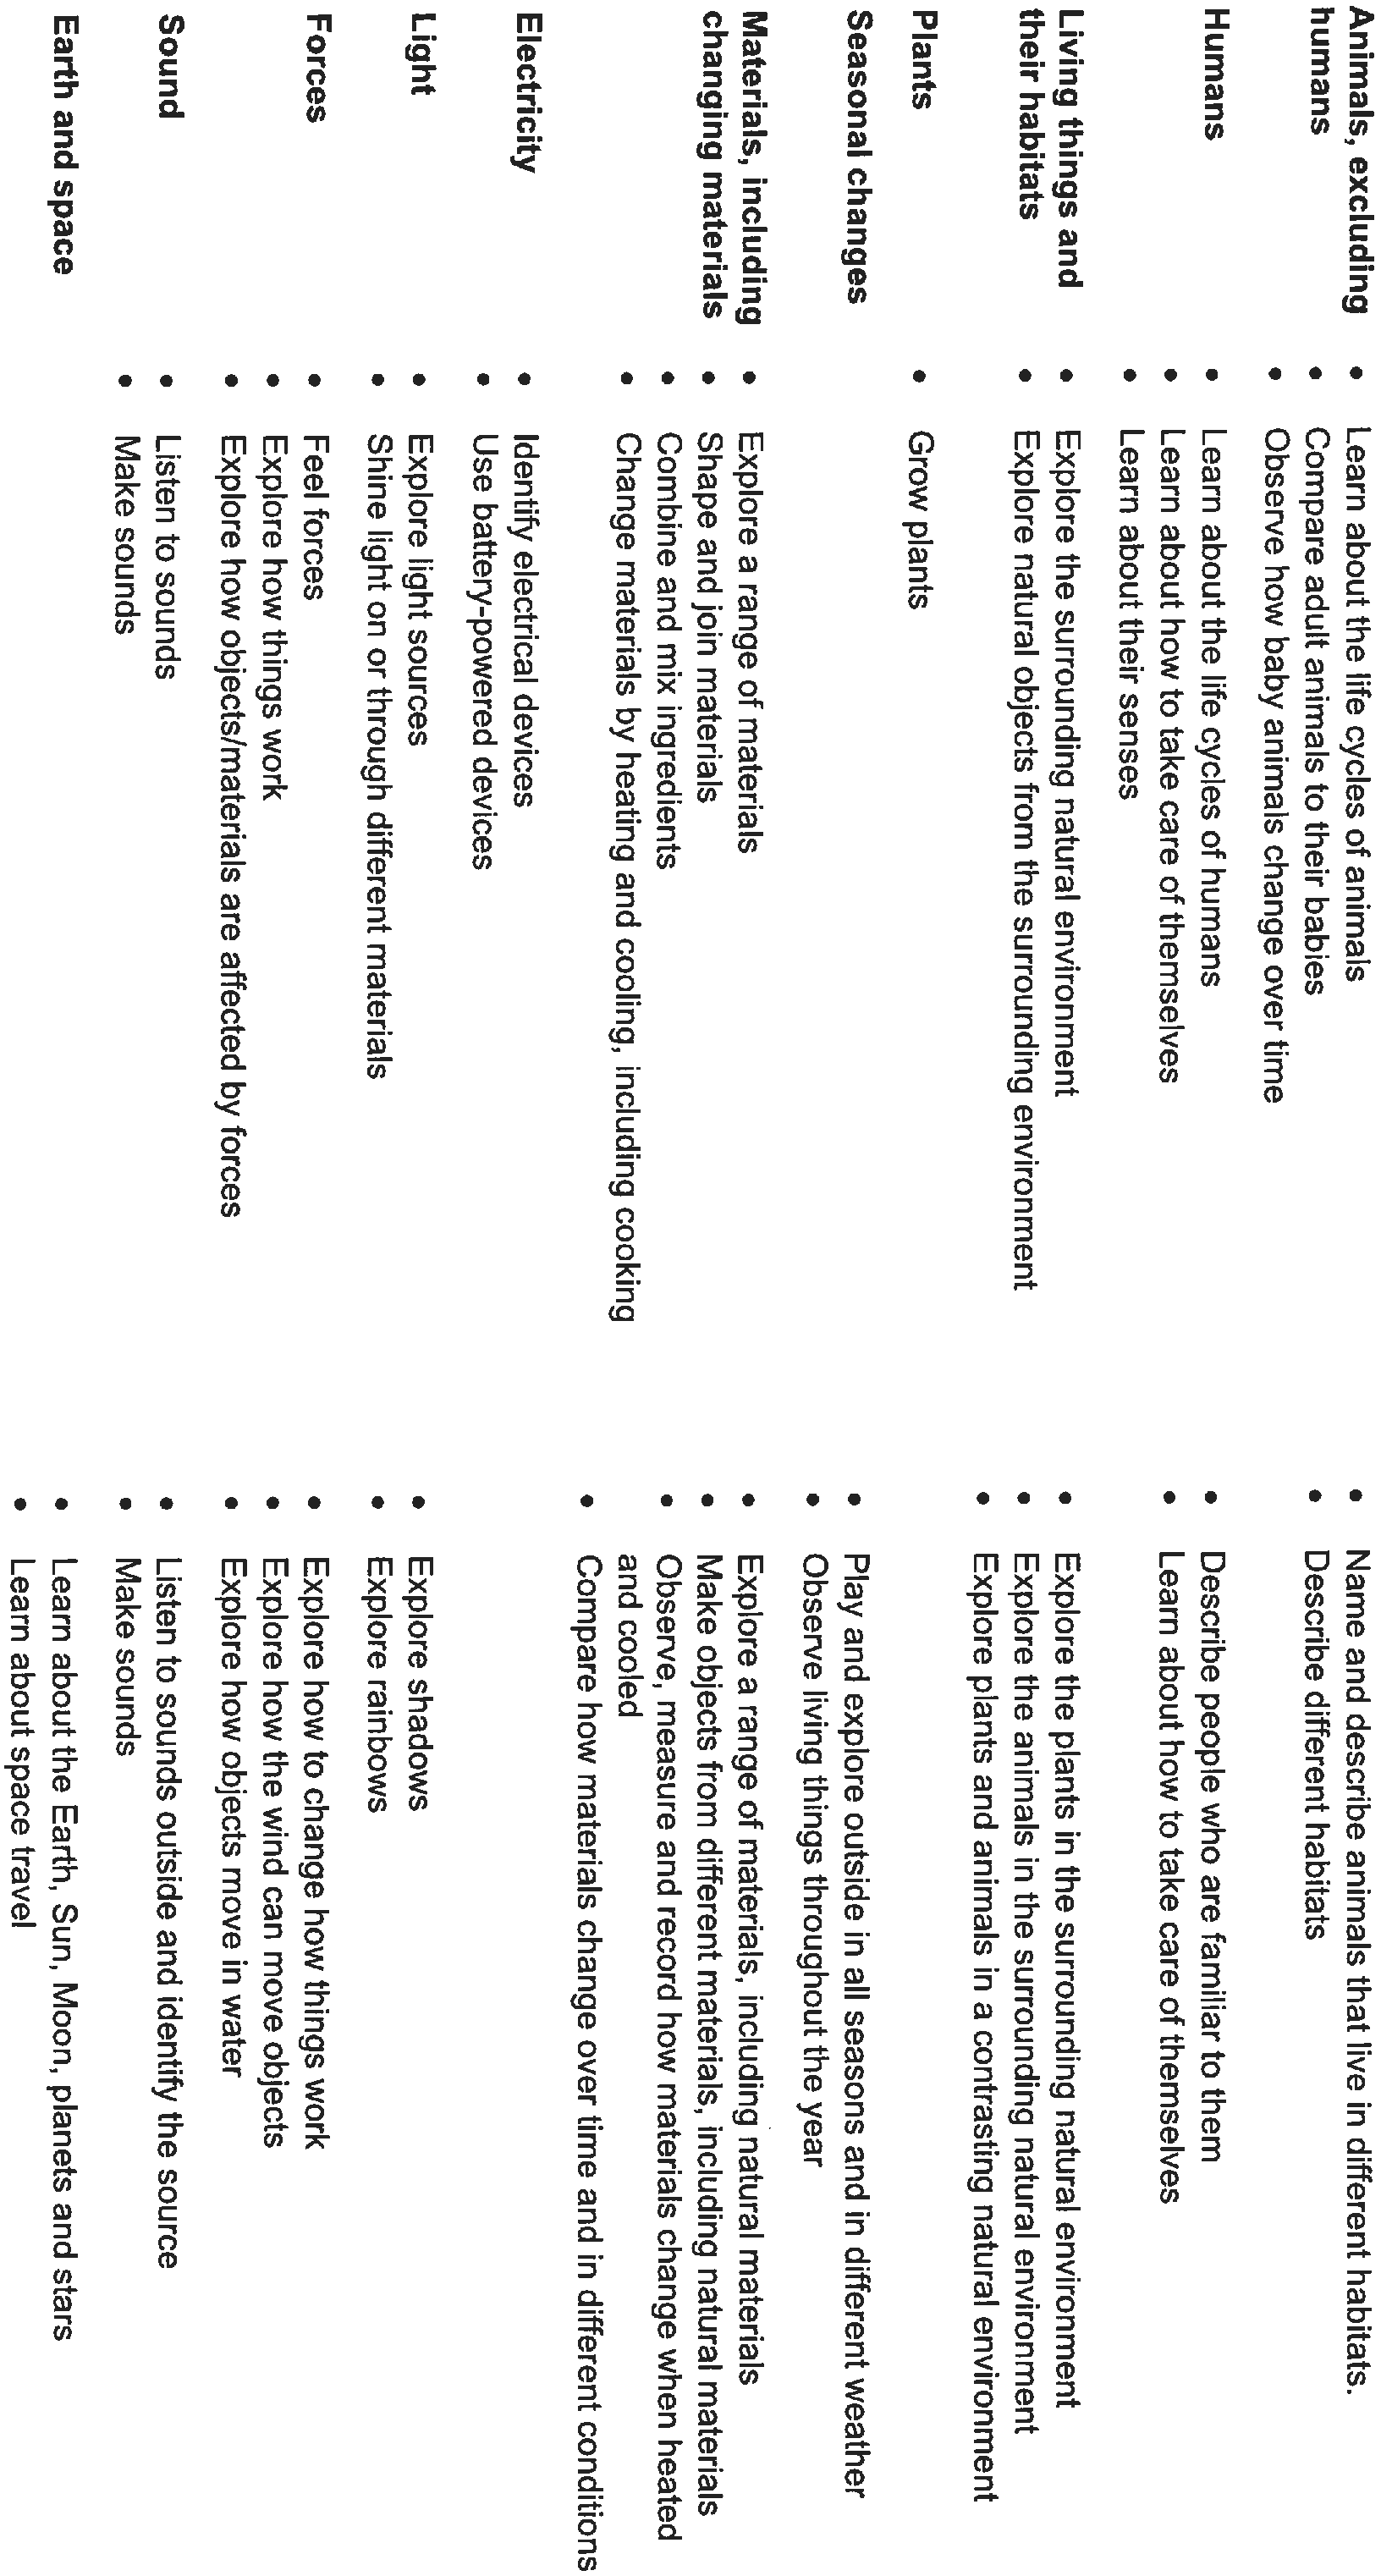 Animals, excluding
humans
• Learn about the life cycles of animals
• Compare adult animals to their babies
• Observe how baby animals change over time
• Name and describe animals that live in different habitats.
• Describe different habitats
Humans
• Learn about the life cycles of humans
• Learn about how to take care of themselves
• Learn about their senses
• Describe people who are familiar to them
• Learn about how to take care of themselves
Living things and
their habitats
• Explore the surrounding natural environment
• Explore natural objects from the surrounding environment
• Explore the plants in the surrounding natural environment
• Explore the animals in the surrounding natural environment
• Explore plants and animals in a contrasting natural environment
Plants
• Grow plants
Seasonal changes
• Play and explore outside in all seasons and in different weather
• Observe living things throughout the year
Materials, including
changing materials
• Explore a range of materials
• Shape and join materials
• Combine and mix ingredients
• Change materials by heating and cooling, including cooking
• Explore a range of materials, including natural materials
• Make objects from different materials, including natural materials
• Observe, measure and record how materials change when heated
and cooled
• Compare how materials change over time and in different conditions
Electricity
• Identify electrical devices
• Use battery-powered devices
Light
• Explore light sources
• Shine light on or through different materials
• Explore shadows
• Explore rainbows
Forces
• Feel forces
• Explore how things work
• Explore how objects/materials are affected by forces
• Explore how to change how things work
• Explore how the wind can move objects
• Explore how objects move in water
Sound
• Listen to sounds
• Make sounds
• Listen to sounds outside and identify the source
• Make sounds
Earth and space
• Learn about the Earth, Sun, Moon, planets and stars
• Learn about space travel